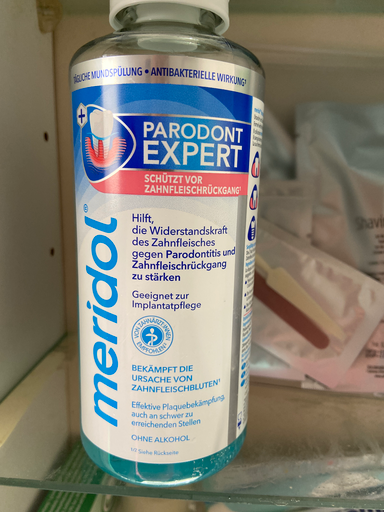 TÄGLICHE MUNDSPÜLUNG • ANTIBAKTERIELLE WIRKUNG¹
PARODONT
EXPERT
SCHÜTZT VOR
ZAHNFLEISCHRÜCKGANG¹
meridol®
Hilft,
die Widerstandskraft
des Zahnfleisches
gegen Parodontitis und
Zahnfleischrückgang
zu stärken
Geeignet zur
Implantatpflege
VON ZAHNÄRZTINNEN
EMPFOHLEN
BEKÄMPFT DIE
URSACHE VON
ZAHNFLEISCHBLUTEN¹
Effektive Plaquebekämpfung,
auch an schwer zu
erreichenden Stellen
OHNE ALKOHOL
Siehe Rückseite